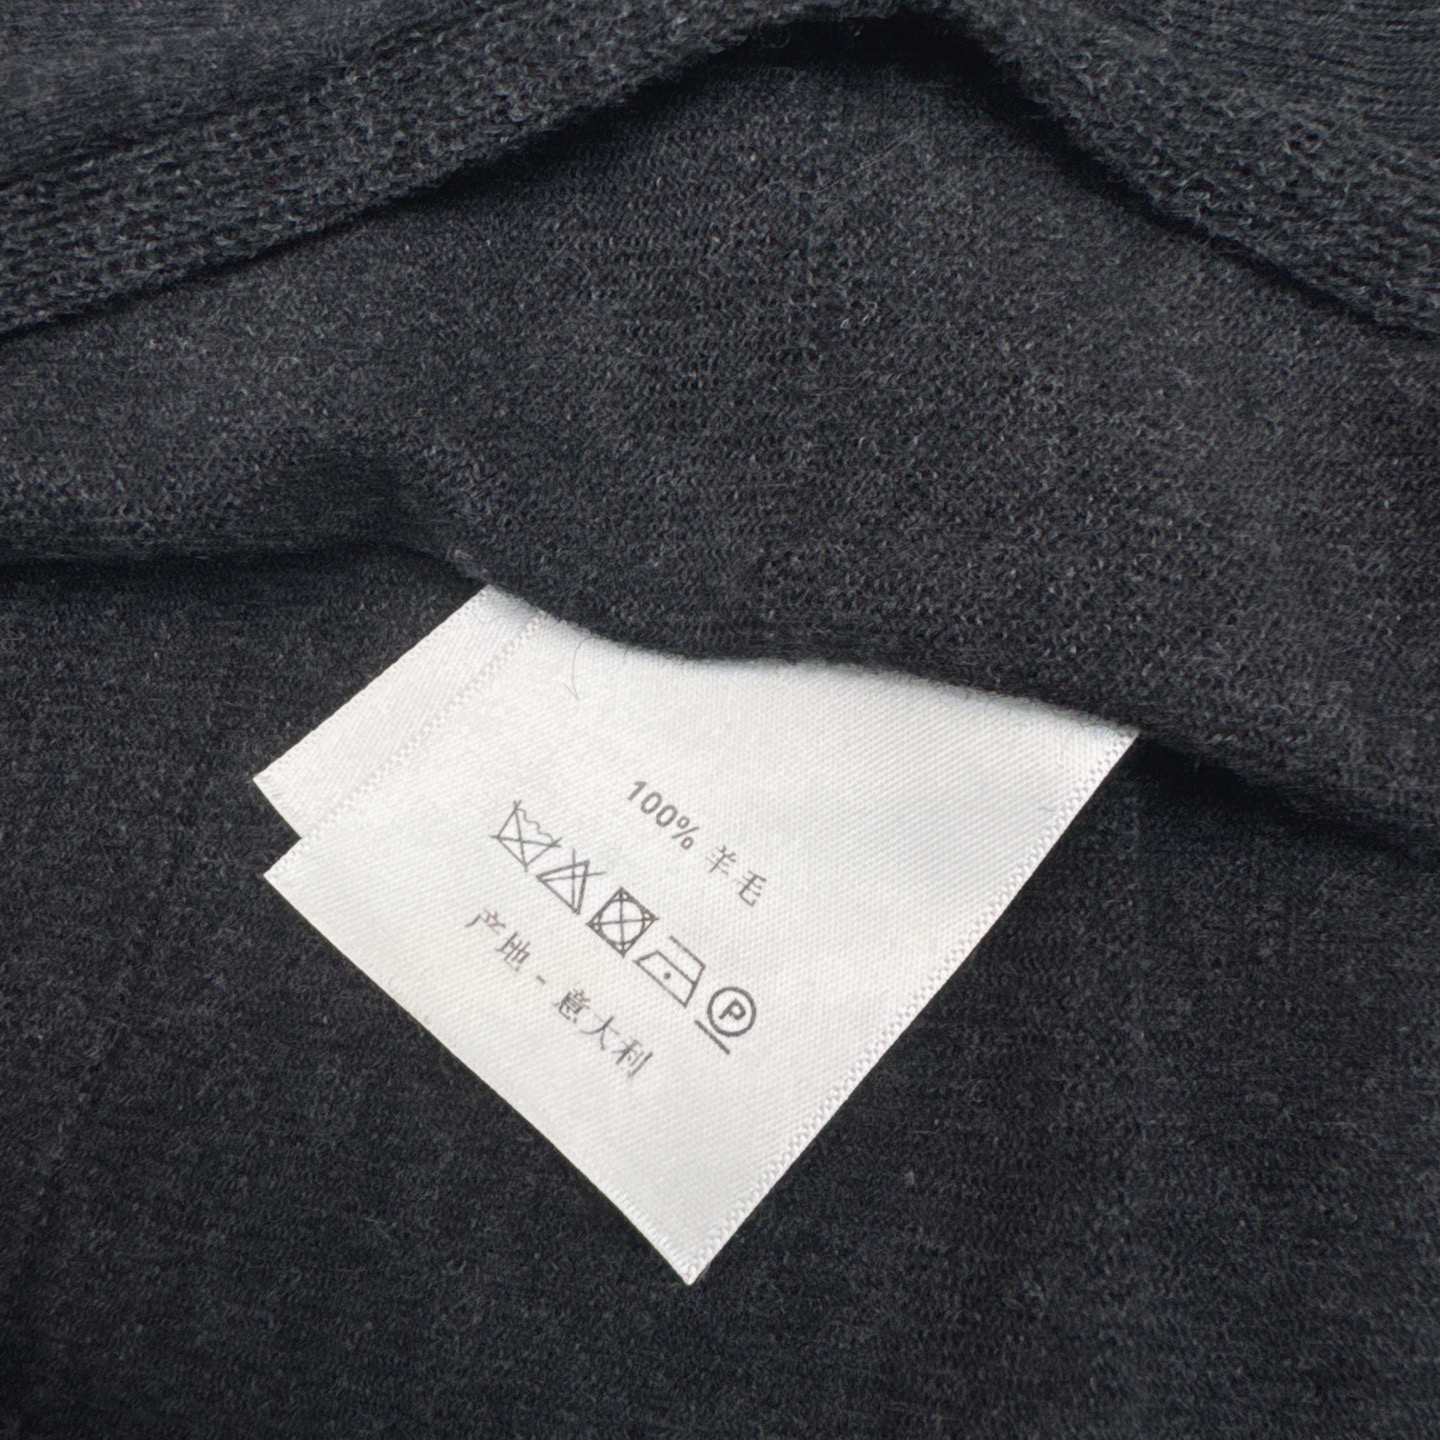 100% 羊毛
P
产地 - 意大利